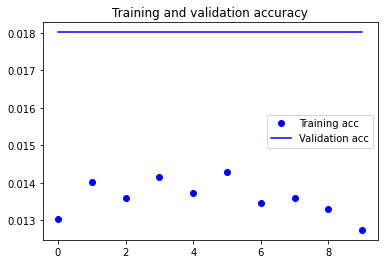 Training and validation accuracy
0.018
0.017
0.016
0.015
0.014
0.013
Training acc
Validation acc
0 2 4 6 8